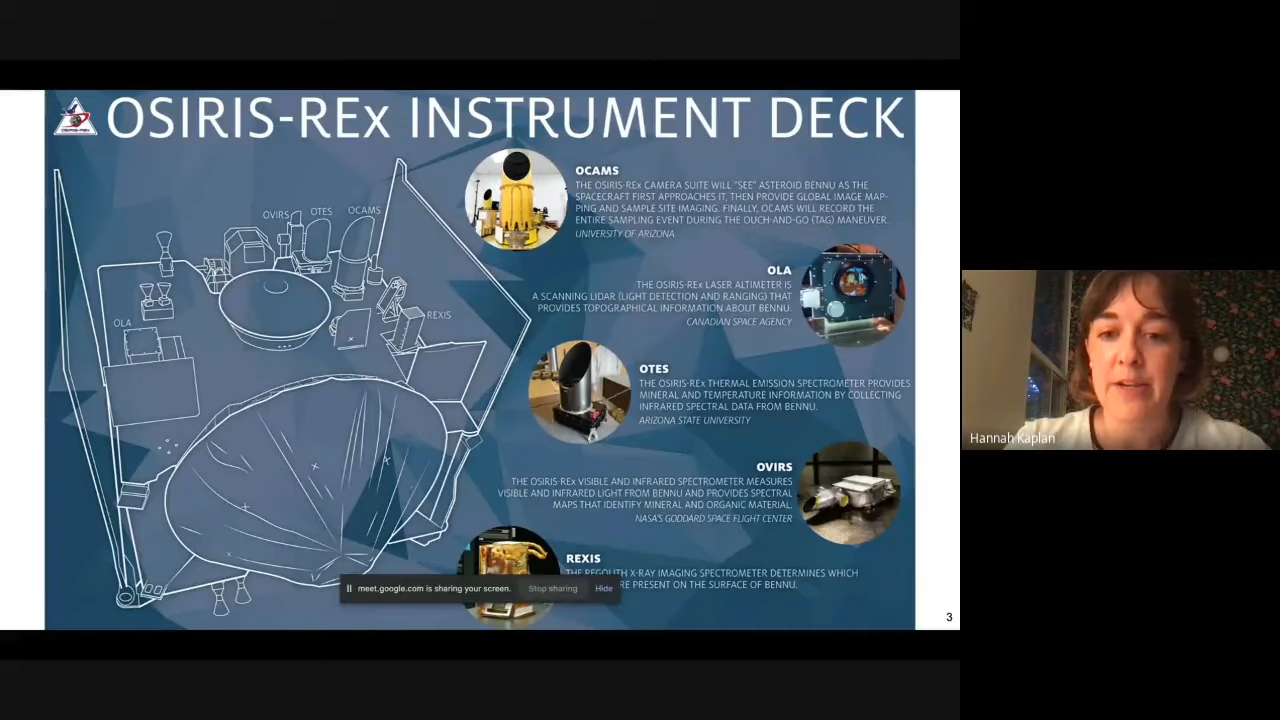 OSIRIS-REx
OSIRIS-REx INSTRUMENT DECK
OVIRS
OTES
OCAMS
OLA
REXIS
OCAMS
THE OSIRIS-REx CAMERA SUITE WILL "SEE" ASTEROID BENNU AS THE
SPACECRAFT FIRST APPROACHES IT, THEN PROVIDE GLOBAL IMAGE MAP-
PING AND SAMPLE SITE IMAGING. FINALLY, OCAMS WILL RECORD THE
ENTIRE SAMPLING EVENT DURING THE OUCH-AND-GO (TAG) MANEUVER.
UNIVERSITY OF ARIZONA
OLA
THE OSIRIS-REx LASER ALTIMETER IS
A SCANNING LIDAR (LIGHT DETECTION AND RANGING) THAT
PROVIDES TOPOGRAPHICAL INFORMATION ABOUT BENNU.
CANADIAN SPACE AGENCY
OTES
THE OSIRIS-REx THERMAL EMISSION SPECTROMETER PROVIDES
MINERAL AND TEMPERATURE INFORMATION BY COLLECTING
INFRARED SPECTRAL DATA FROM BENNU.
ARIZONA STATE UNIVERSITY
OVIRS
THE OSIRIS-REx VISIBLE AND INFRARED SPECTROMETER MEASURES
VISIBLE AND INFRARED LIGHT FROM BENNU AND PROVIDES SPECTRAL
MAPS THAT IDENTIFY MINERAL AND ORGANIC MATERIAL.
NASA'S GODDARD SPACE FLIGHT CENTER
REXIS
THE REGOLITH X-RAY IMAGING SPECTROMETER DETERMINES WHICH
RE PRESENT ON THE SURFACE OF BENNU.
meet.google.com is sharing your screen. Stop sharing Hide
3
Hannah Kaplan